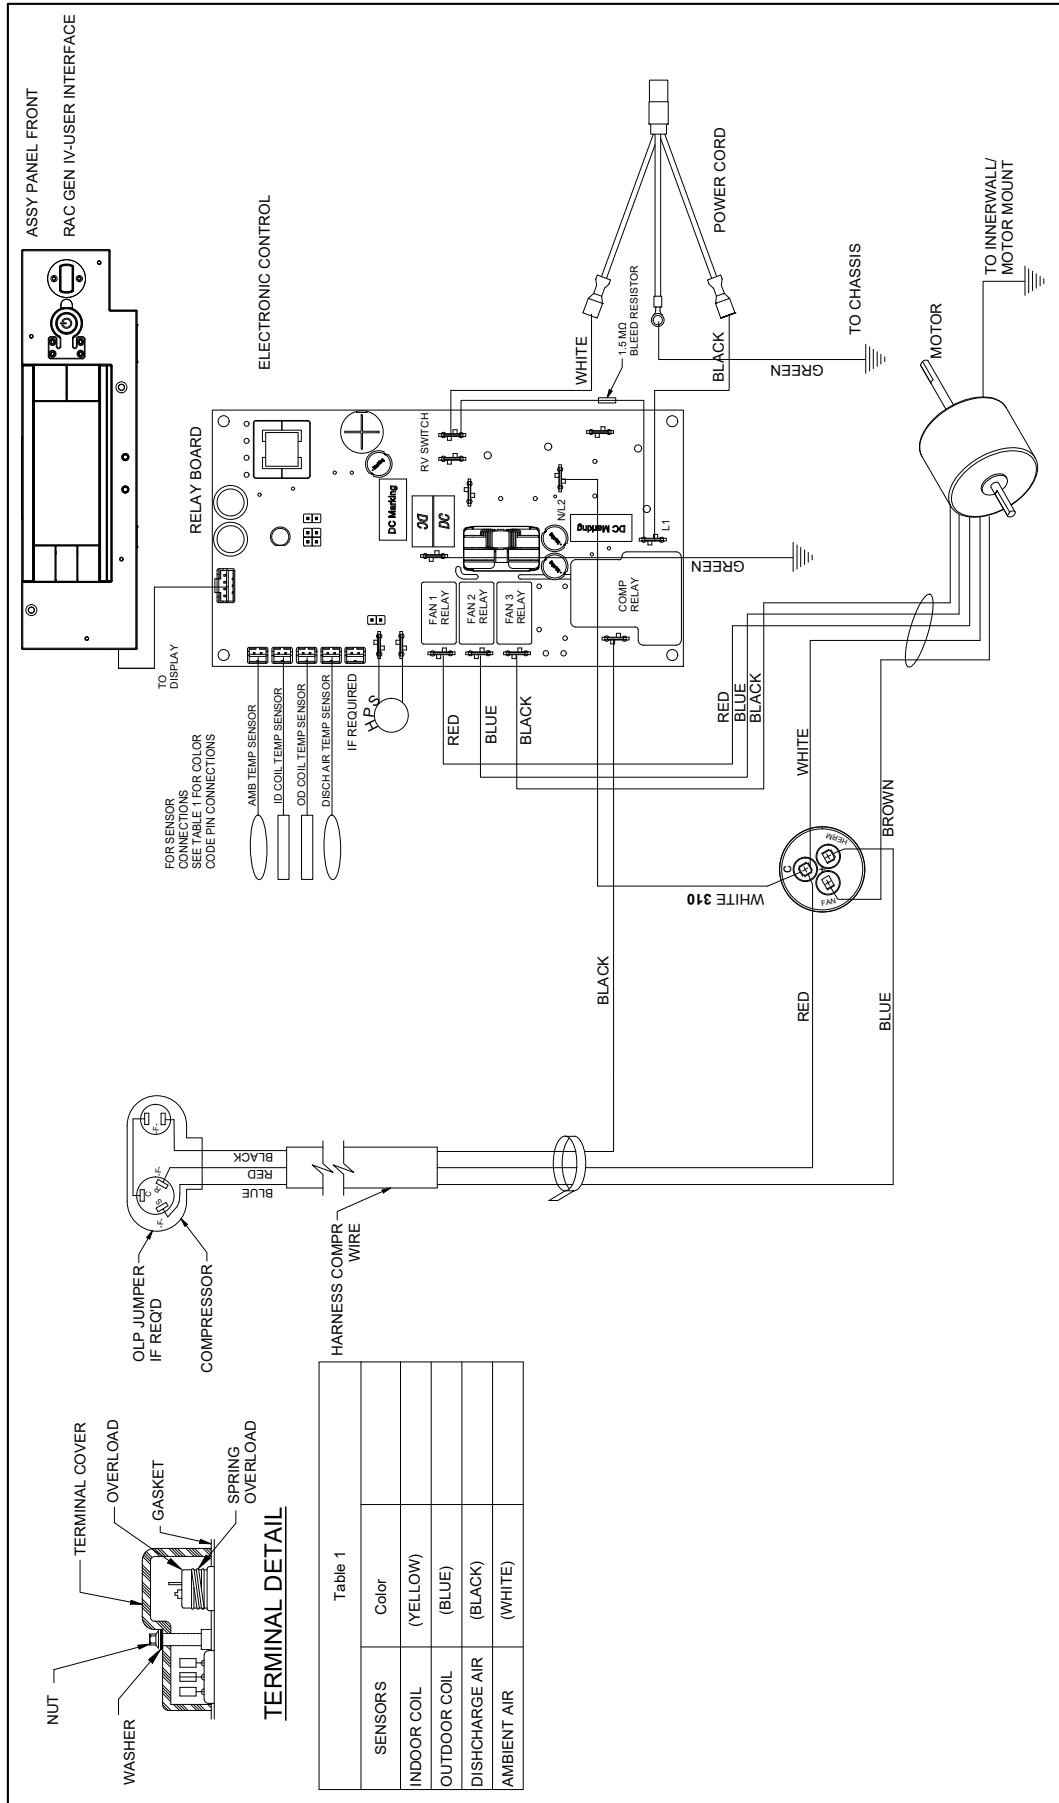 NUT
WASHER
TERMINAL COVER
OVERLOAD
GASKET
SPRING
OVERLOAD
TERMINAL DETAIL
Table 1
SENSORS Color
INDOOR COIL (YELLOW)
OUTDOOR COIL (BLUE)
DISHCHARGE AIR (BLACK)
AMBIENT AIR (WHITE)
OLP JUMPER
IF REQ'D
COMPRESSOR
C
R
S
-F-
-F-
-F-
BLACK
RED
BLUE
HARNESS COMPR
WIRE
BLACK
RED
BLUE
FOR SENSOR
CONNECTIONS
SEE TABLE 1 FOR COLOR
CODE PIN CONNECTIONS
AMB TEMP SENSOR
ID COIL TEMP SENSOR
OD COIL TEMP SENSOR
DISCH AIR TEMP SENSOR
IF REQUIRED
HPS
TO
DISPLAY
ASSY PANEL FRONT
RAC GEN IV-USER INTERFACE
RELAY BOARD
ELECTRONIC CONTROL
DC Marking
DC
DC
RV SWITCH
FAN 1
RELAY
FAN 2
RELAY
FAN 3
RELAY
N/L2
DC Marking
COMP
RELAY
L1
RED
BLUE
BLACK
GREEN
RED
BLUE
BLACK
WHITE
BROWN
WHITE 310
C
HERM
FAN
WHITE
1.5 MΩ
BLEED RESISTOR
BLACK
GREEN
POWER CORD
TO CHASSIS
MOTOR
TO INNERWALL/
MOTOR MOUNT